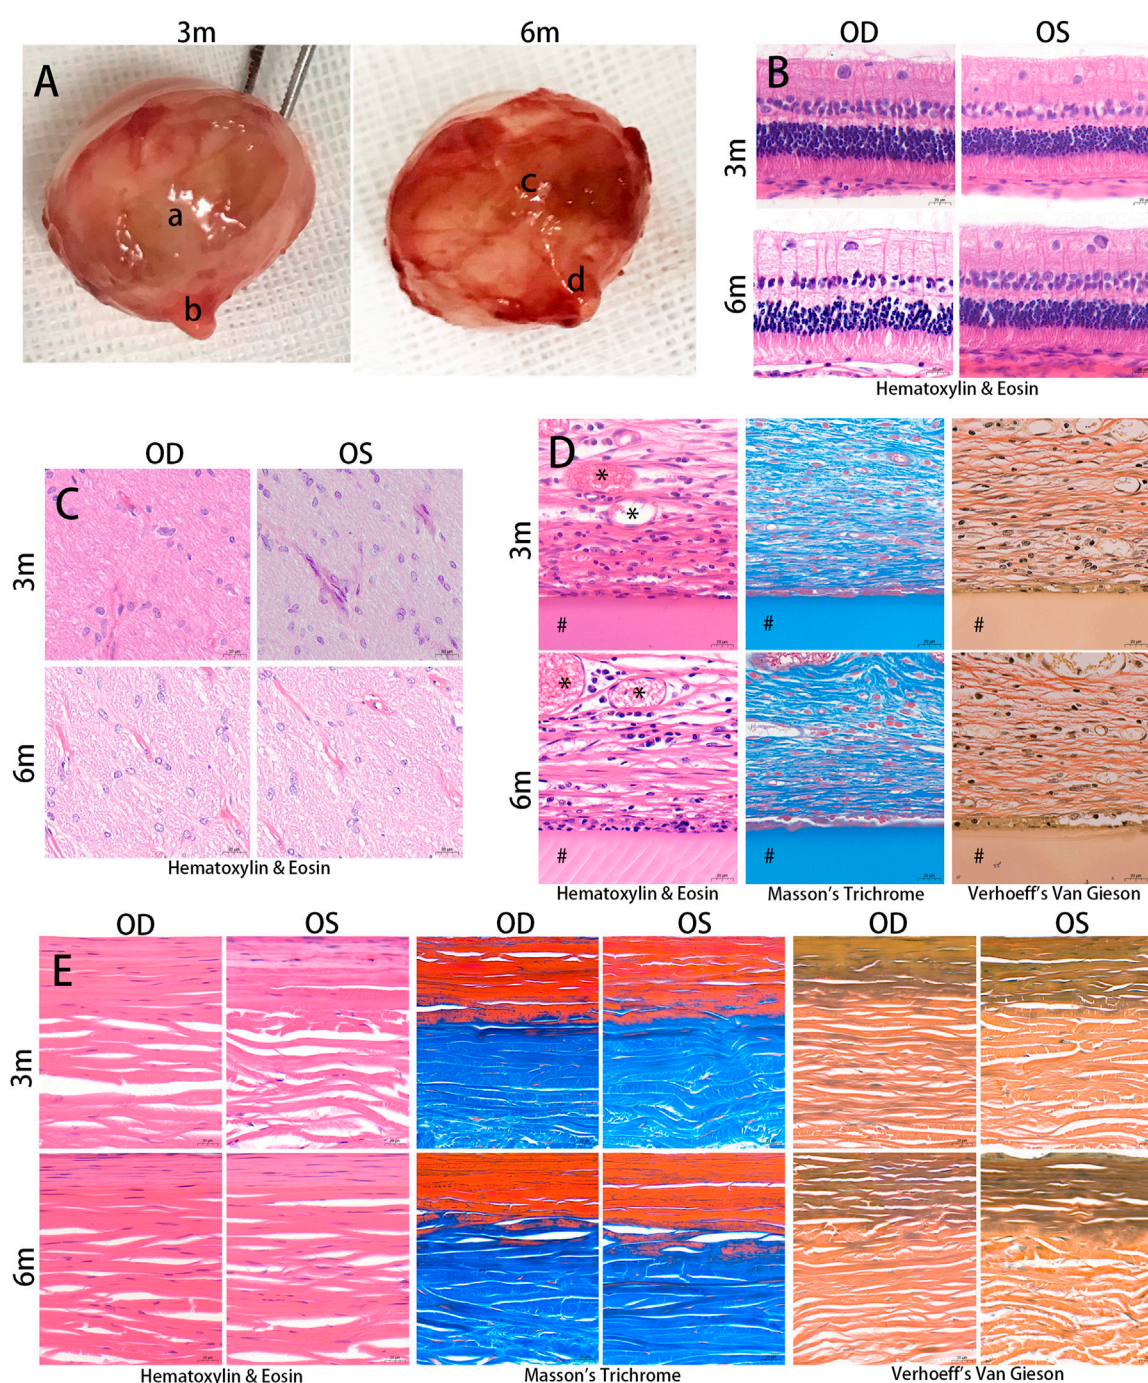 3m 6m
A
a
b
c
d
OD OS
B
3m
6m
Hematoxylin & Eosin
OD OS
C
3m
6m
Hematoxylin & Eosin
D
3m
* 
*
# # #
6m
* *
# # #
Hematoxylin & Eosin Masson's Trichrome Verhoeff's Van Gieson
OD OS OD OS OD OS
E
3m
6m
Hematoxylin & Eosin Masson's Trichrome Verhoeff's Van Gieson